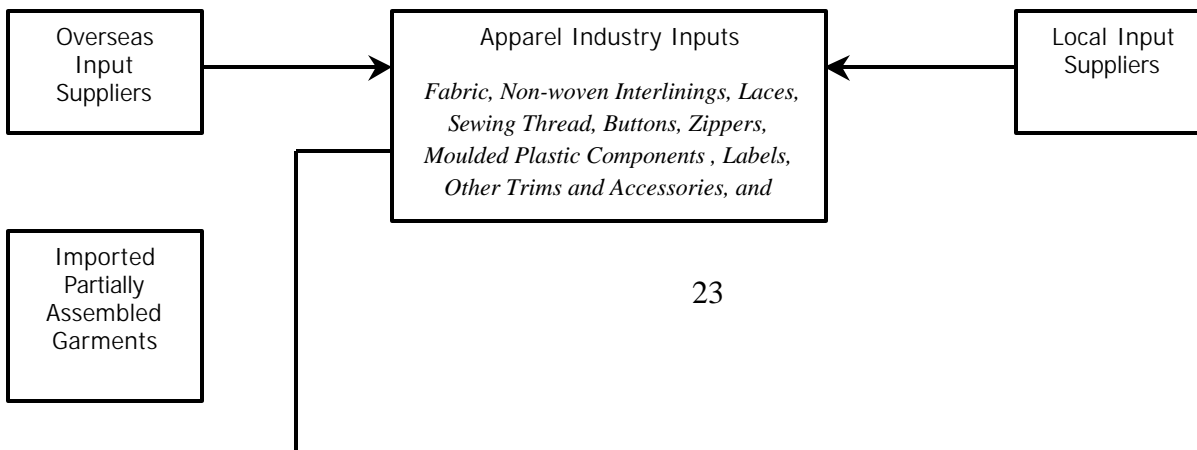 Overseas
Input
Suppliers
Apparel Industry Inputs
Fabric, Non-woven Interlinings, Laces,
Sewing Thread, Buttons, Zippers,
Moulded Plastic Components , Labels,
Other Trims and Accessories, and
Local Input
Suppliers
Imported
Partially
Assembled
Garments
23